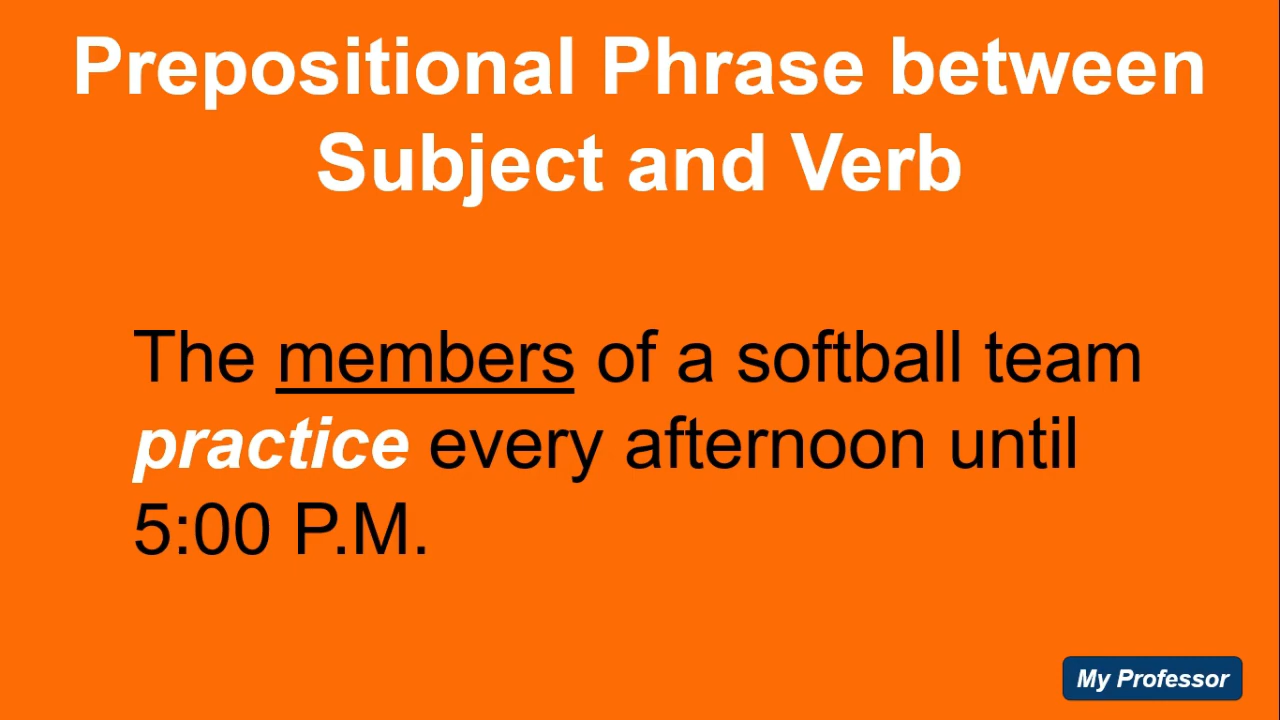 Prepositional Phrase between
Subject and Verb
The members of a softball team
practice every afternoon until
5:00 P.M.
My Professor